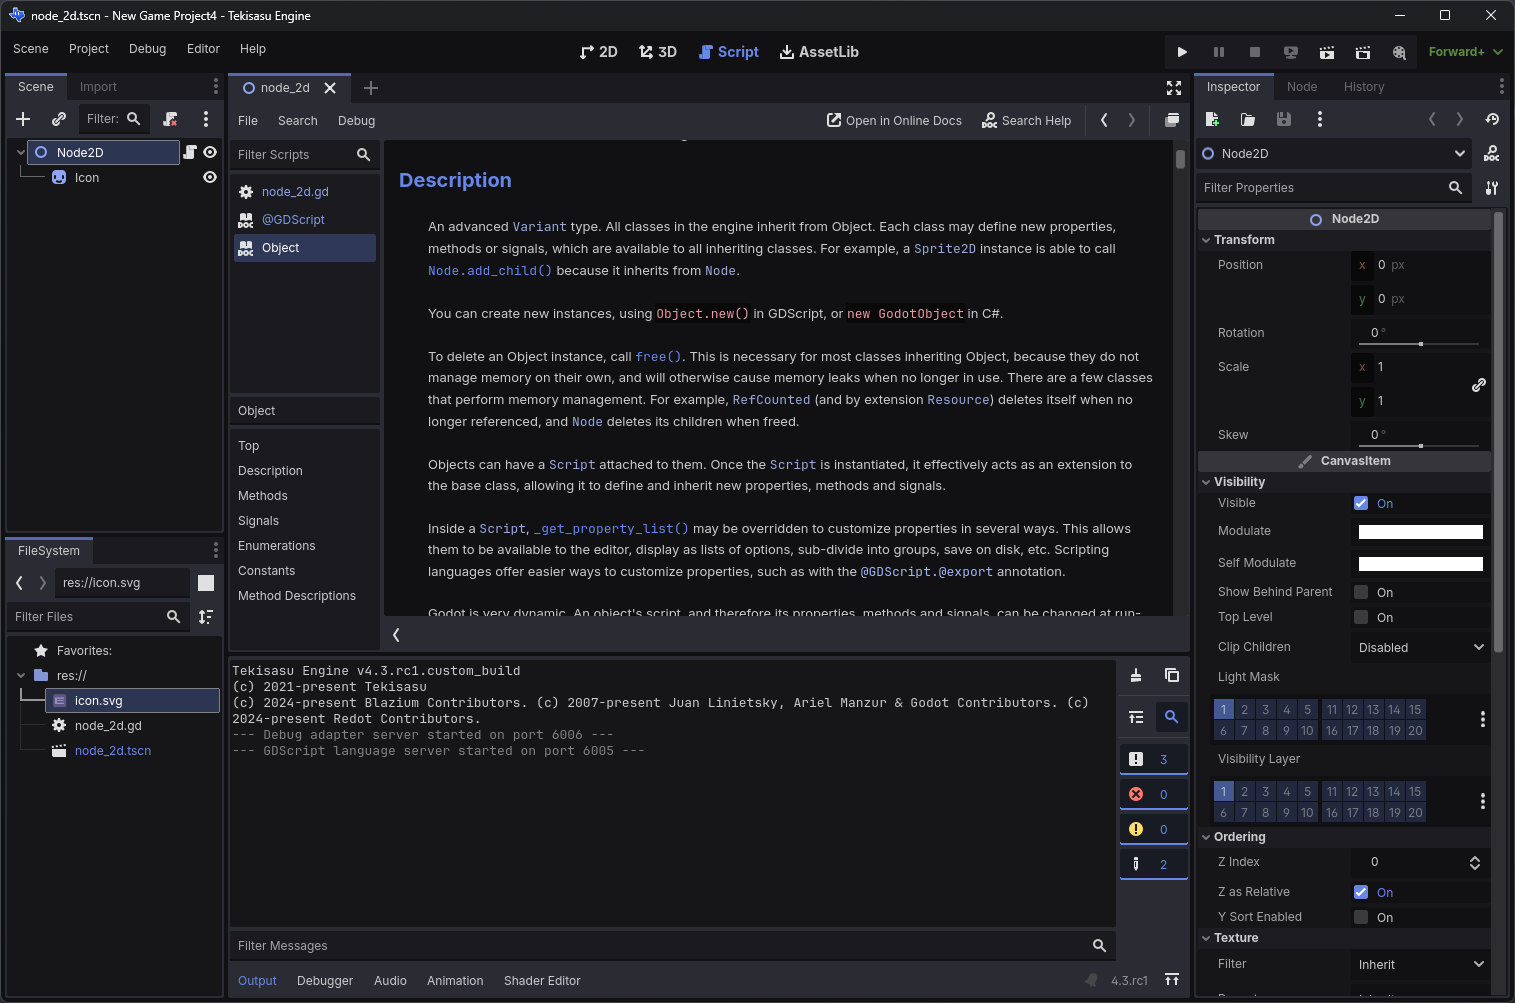 node_2d.tscn - New Game Project4 - Tekisasu Engine
Scene Project Debug Editor Help
2D 3D Script AssetLib
Forward+
Scene Import
Filter:
Node2D
Icon
FileSystem
res://icon.svg
Filter Files
Favorites:
res://
icon.svg
node_2d.gd
node_2d.tscn
node_2d
File Search Debug
Open in Online Docs Search Help
Filter Scripts
node_2d.gd
@GDScript
Object
Object
Top
Description
Methods
Signals
Enumerations
Constants
Method Descriptions
Description
An advanced Variant type. All classes in the engine inherit from Object. Each class may define new properties,
methods or signals, which are available to all inheriting classes. For example, a Sprite2D instance is able to call
Node.add_child() because it inherits from Node.
You can create new instances, using Object.new() in GDScript, or new GodotObject in C#.
To delete an Object instance, call free(). This is necessary for most classes inheriting Object, because they do not
manage memory on their own, and will otherwise cause memory leaks when no longer in use. There are a few classes
that perform memory management. For example, RefCounted (and by extension Resource) deletes itself when no
longer referenced, and Node deletes its children when freed.
Objects can have a Script attached to them. Once the Script is instantiated, it effectively acts as an extension to
the base class, allowing it to define and inherit new properties, methods and signals.
Inside a Script, _get_property_list() may be overridden to customize properties in several ways. This allows
them to be available to the editor, display as lists of options, sub-divide into groups, save on disk, etc. Scripting
languages offer easier ways to customize properties, such as with the @GDScript.@export annotation.
Godot is very dynamic. An object's script, and therefore its properties, methods and signals, can be changed at run-
Tekisasu Engine v4.3.rc1.custom_build
(c) 2021-present Tekisasu
(c) 2024-present Blazium Contributors. (c) 2007-present Juan Linietsky, Ariel Manzur & Godot Contributors. (c)
2024-present Redot Contributors.
--- Debug adapter server started on port 6006 ---
--- GDScript language server started on port 6005 ---
3
0
0
2
Filter Messages
Output Debugger Audio Animation Shader Editor
4.3.rc1
Inspector Node History
Node2D
Filter Properties
Node2D
Transform
Position x 0 px
y 0 px
Rotation 0 °
Scale x 1
y 1
Skew 0 °
CanvasItem
Visibility
Visible On
Modulate
Self Modulate
Show Behind Parent On
Top Level On
Clip Children Disabled
Light Mask
1 2 3 4 5 11 12 13 14 15
6 7 8 9 10 16 17 18 19 20
Visibility Layer
1 2 3 4 5 11 12 13 14 15
6 7 8 9 10 16 17 18 19 20
Ordering
Z Index 0
Z as Relative On
Y Sort Enabled On
Texture
Filter Inherit